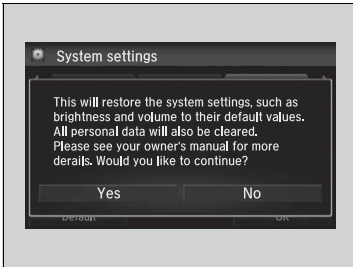 System settings
This will restore the system settings, such as
brightness and volume to their default values.
All personal data will also be cleared.
Please see your owner's manual for more
derails. Would you like to continue?
Yes
No
Default
OK